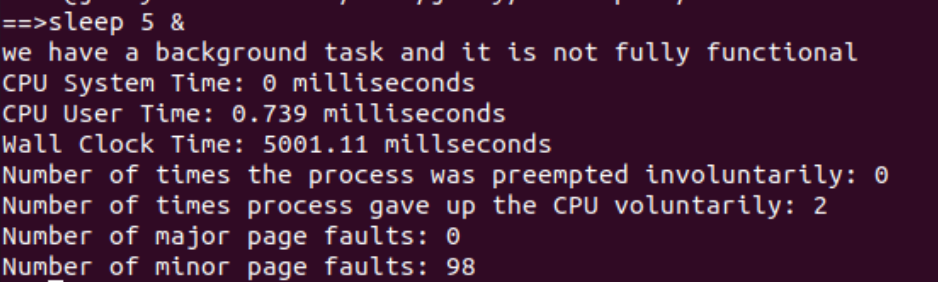 ==>sleep 5 &
we have a background task and it is not fully functional
CPU System Time: 0 milliseconds
CPU User Time: 0.739 milliseconds
Wall Clock Time: 5001.11 millseconds
Number of times the process was preempted involuntarily: 0
Number of times process gave up the CPU voluntarily: 2
Number of major page faults: 0
Number of minor page faults: 98